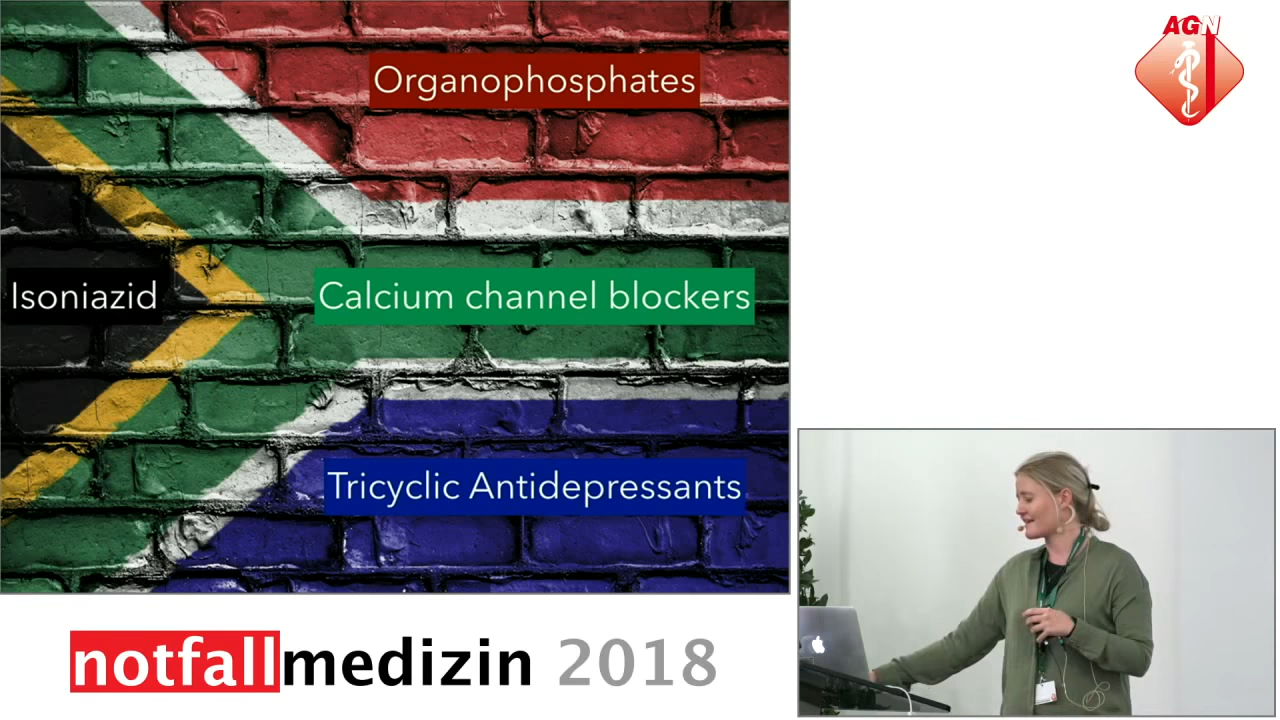 Organophosphates
AGN
Isoniazid
Calcium channel blockers
Tricyclic Antidepressants
notfallmedizin 2018